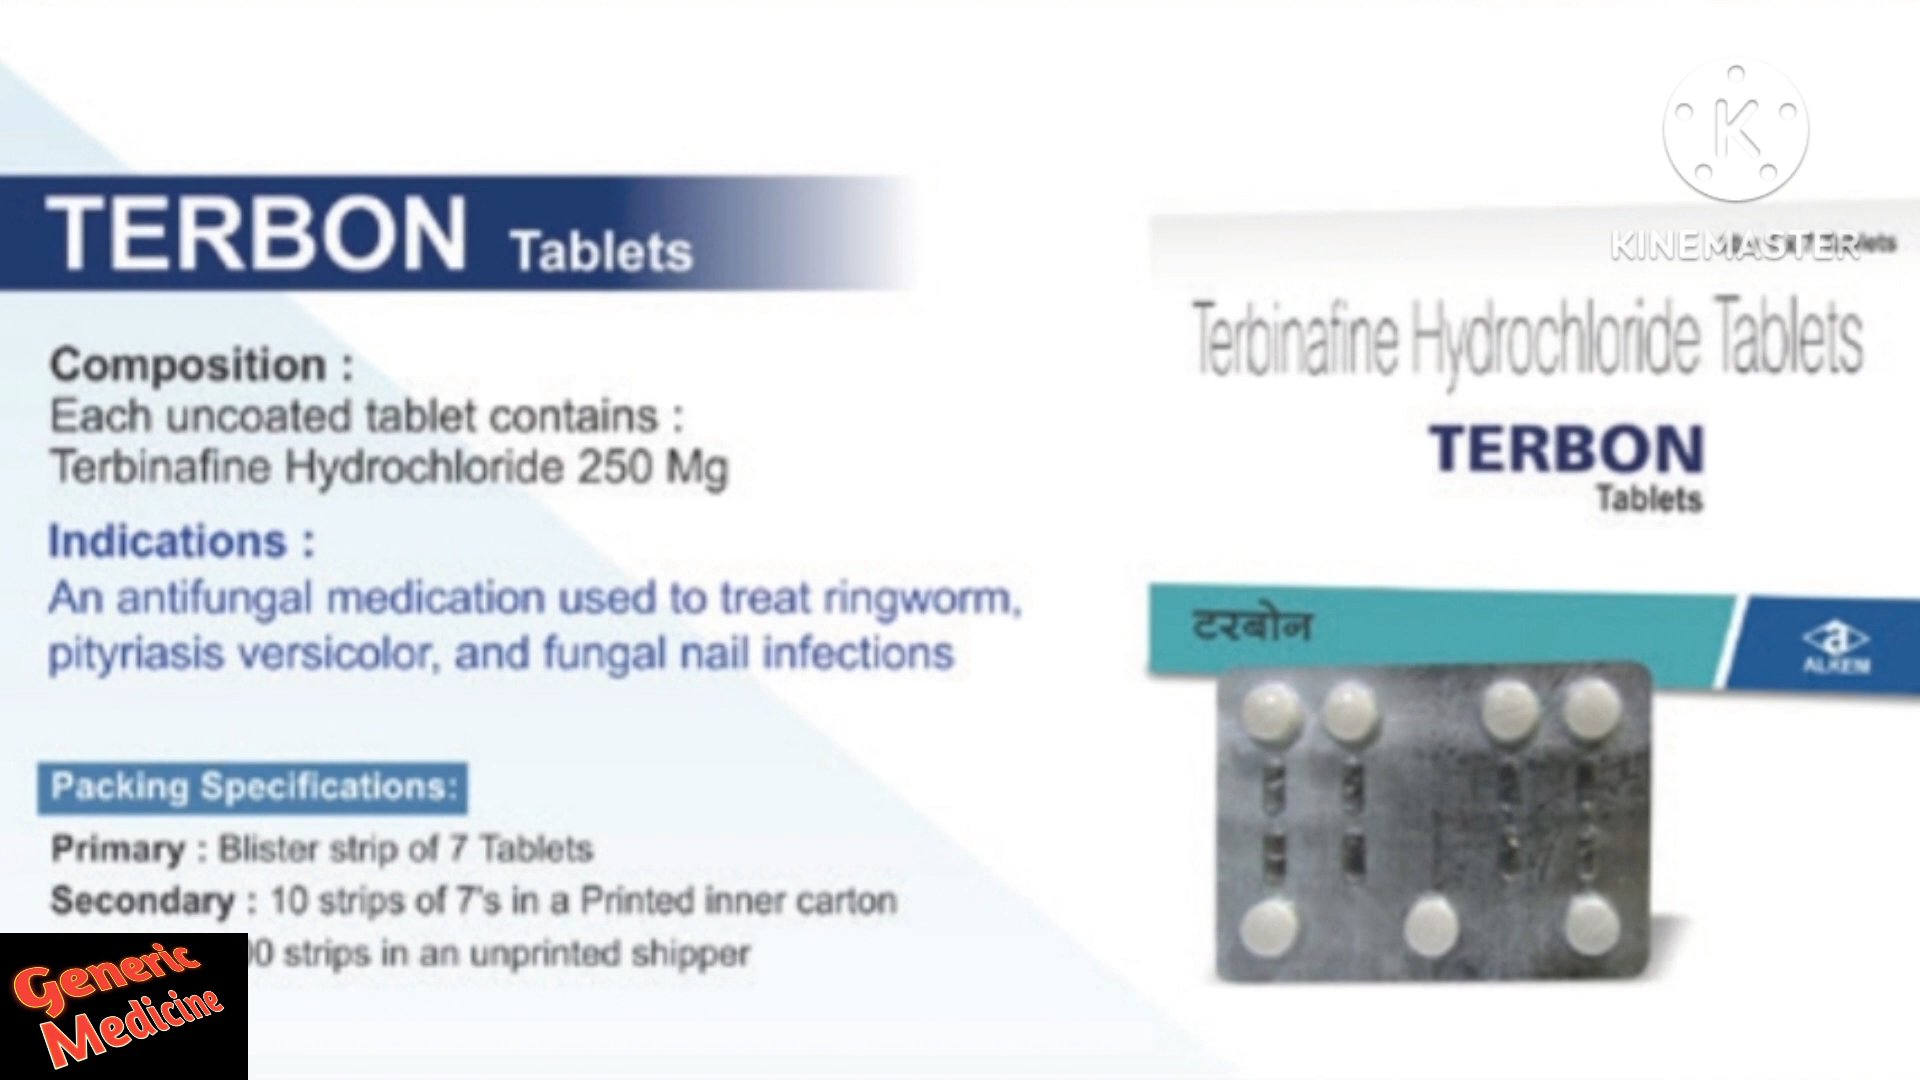 TERBON Tablets
Composition :
Each uncoated tablet contains :
Terbinafine Hydrochloride 250 Mg
Indications :
An antifungal medication used to treat ringworm,
pityriasis versicolor, and fungal nail infections
Packing Specifications:
Primary : Blister strip of 7 Tablets
Secondary : 10 strips of 7's in a Printed inner carton
strips in an unprinted shipper
Generic
Medicine
K
KINEMASTER
Terbinafine Hydrochloride Tablets
TERBON
Tablets
टरबोन
a
ALKEM